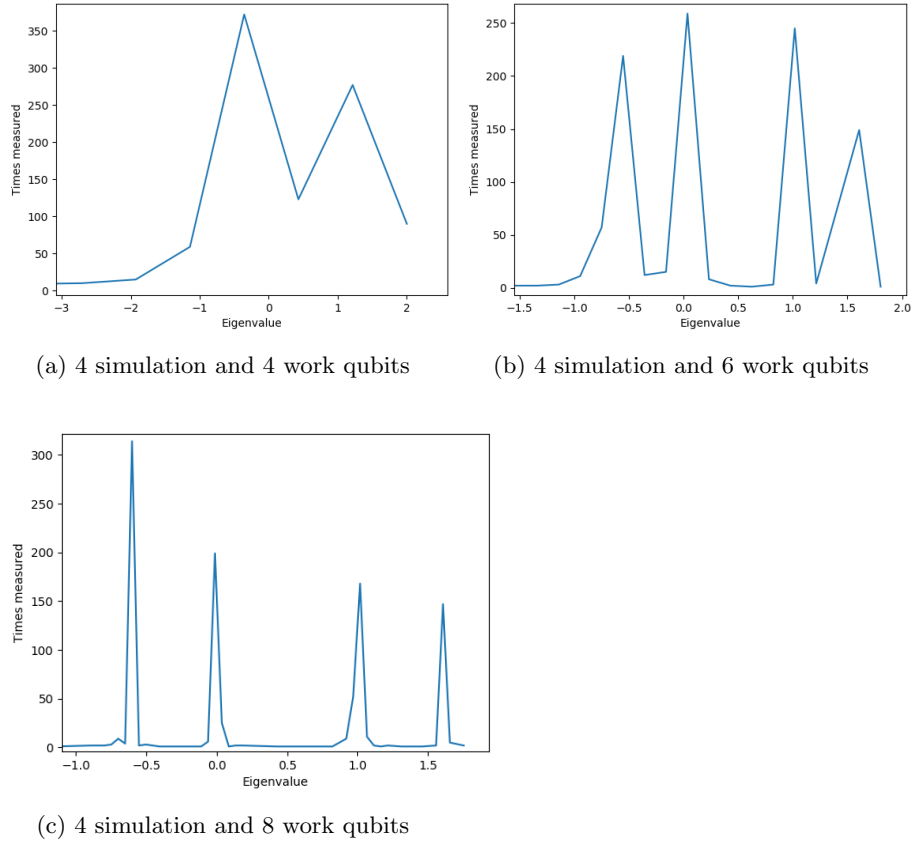 350
300
250
200
150
100
50
0
Times measured
−3 −2 −1 0 1 2
Eigenvalue
(a) 4 simulation and 4 work qubits
250
200
150
100
50
0
Times measured
−1.5 −1.0 −0.5 0.0 0.5 1.0 1.5 2.0
Eigenvalue
(b) 4 simulation and 6 work qubits
300
250
200
150
100
50
0
Times measured
−1.0 −0.5 0.0 0.5 1.0 1.5
Eigenvalue
(c) 4 simulation and 8 work qubits